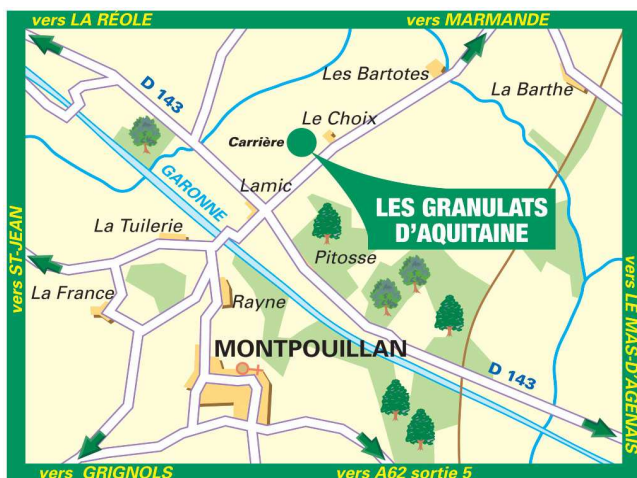 vers LA RÉOLE
vers MARMANDE
D 143
Les Bartotes
La Barthe
Le Choix
Carrière
GARONNE
Lamic
LES GRANULATS
D'AQUITAINE
La Tuilerie
vers ST-JEAN
Pitosse
La France
Rayne
MONTPOUILLAN
D 143
vers LE MAS-D'AGENAIS
vers GRIGNOLS
vers A62 sortie 5